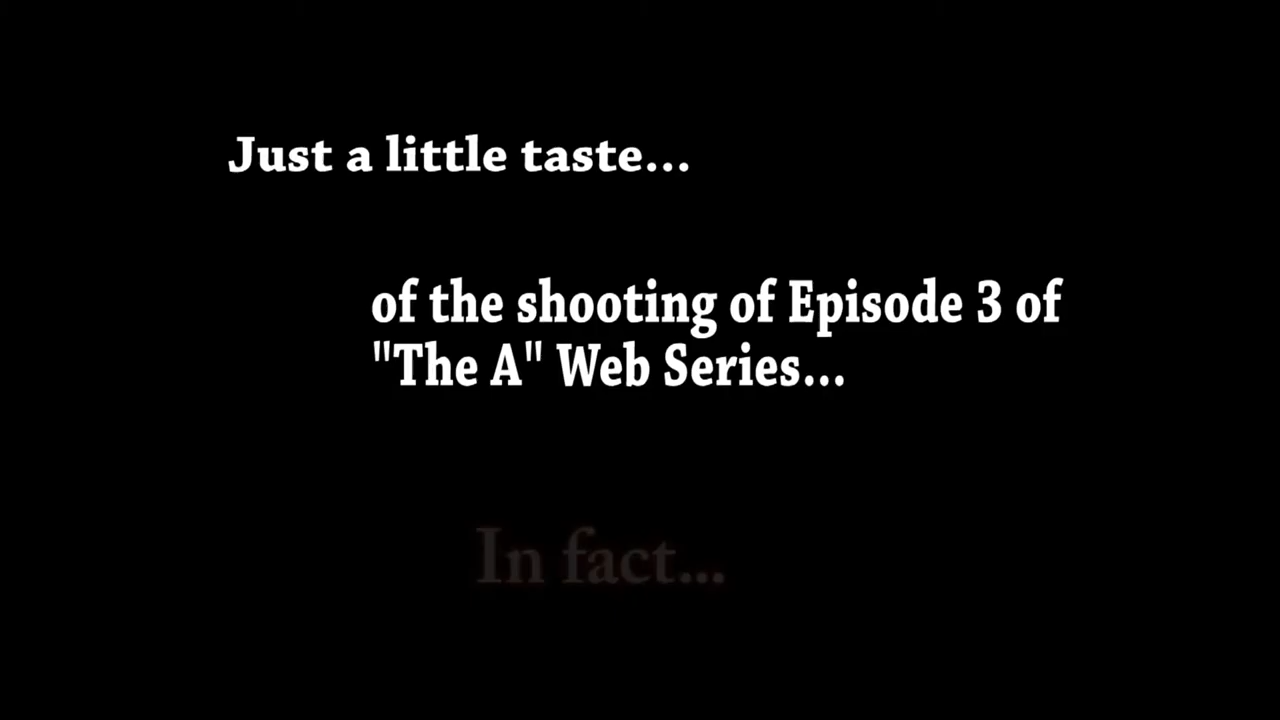 Just a little taste...
of the shooting of Episode 3 of
"The A" Web Series...
In fact...